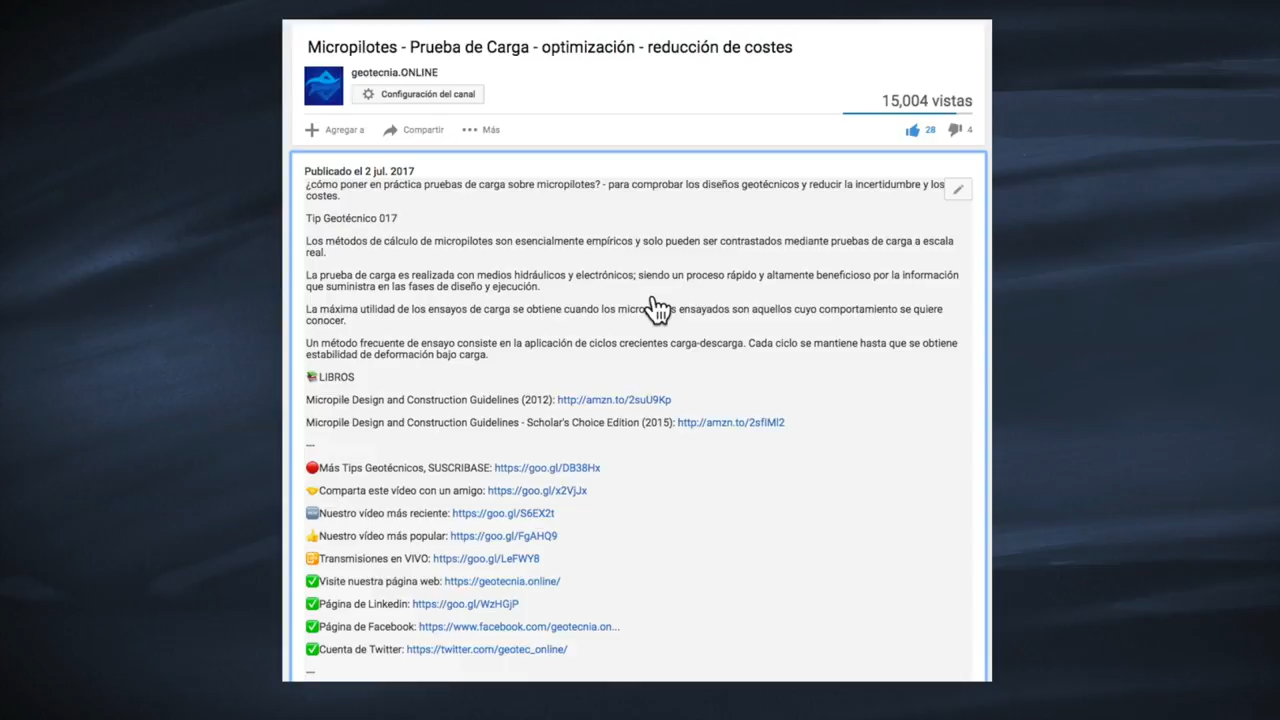 Micropilotes - Prueba de Carga - optimización - reducción de costes
geotecnia.ONLINE
Configuración del canal
15,004 vistas
Agregar a Compartir Más 28 4
Publicado el 2 jul. 2017
¿cómo poner en práctica pruebas de carga sobre micropilotes? - para comprobar los diseños geotécnicos y reducir la incertidumbre y los
costes.
Tip Geotécnico 017
Los métodos de cálculo de micropilotes son esencialmente empíricos y solo pueden ser contrastados mediante pruebas de carga a escala
real.
La prueba de carga es realizada con medios hidráulicos y electrónicos; siendo un proceso rápido y altamente beneficioso por la información
que suministra en las fases de diseño y ejecución.
La máxima utilidad de los ensayos de carga se obtiene cuando los ensayados son aquellos cuyo comportamiento se quiere
conocer.
Un método frecuente de ensayo consiste en la aplicación de ciclos crecientes carga-descarga. Cada ciclo se mantiene hasta que se obtiene
estabilidad de deformación bajo carga.
LIBROS
Micropile Design and Construction Guidelines (2012): http://amzn.to/2suU9Kp
Micropile Design and Construction Guidelines - Scholar's Choice Edition (2015):
---
Más Tips Geotécnicos, SUSCRIBASE: https://goo.gl/DB38Hx
Comparta este vídeo con un amigo: https://goo.gl/x2VjJx
Nuestro vídeo más reciente: https://goo.gl/S6EX2t
Nuestro vídeo más popular: https://goo.gl/FgAHQ9
Transmisiones en VIVO: https://goo.gl/LeFWY8
Visite nuestra página web: https://geotecnia.online/
Página de Linkedin: https://goo.gl/WzHGjP
Página de Facebook: https://www.facebook.com/geotecnia.on...
Cuenta de Twitter: https://twitter.com/geotec_online/
---